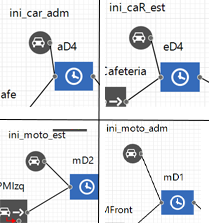 ini_car_adm
aD4
afe
ini_caR_est
eD4
Cafeteria
ini_moto_est
mD2
PMIzq
ini_moto_adm
mD1
MFront